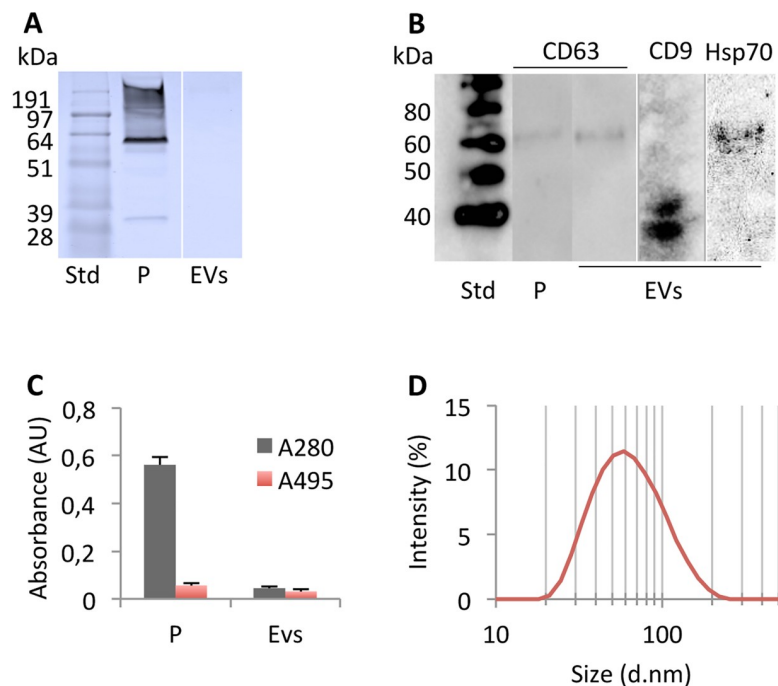 A
kDa
191
97
64
51
39
28
Std P EVs
B
kDa
CD63 CD9 Hsp70
80
60
50
40
Std P EVs
C
Absorbance (AU)
0,8
0,6
0,4
0,2
0
A280
A495
P Evs
D
Intensity (%)
15
10
5
0
10 100
Size (d.nm)